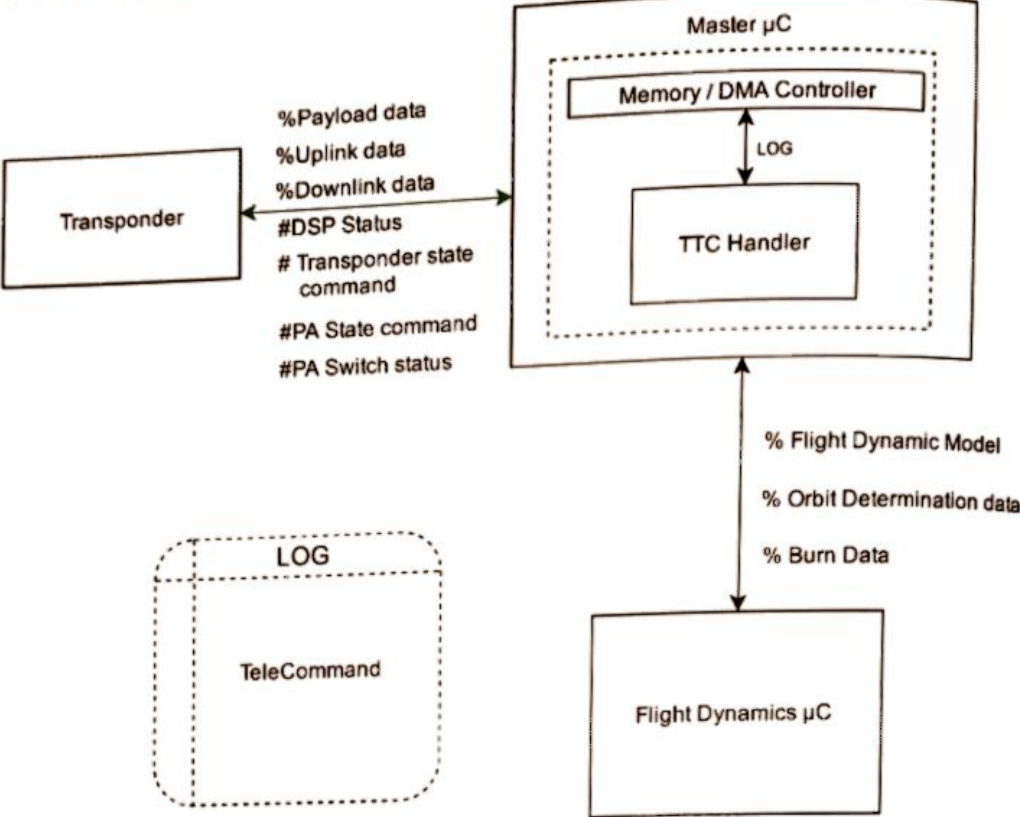 Master µC
Memory / DMA Controller
LOG
TTC Handler
Transponder
%Payload data
%Uplink data
%Downlink data
#DSP Status
# Transponder state
command
#PA State command
#PA Switch status
% Flight Dynamic Model
% Orbit Determination data
% Burn Data
LOG
TeleCommand
Flight Dynamics µC